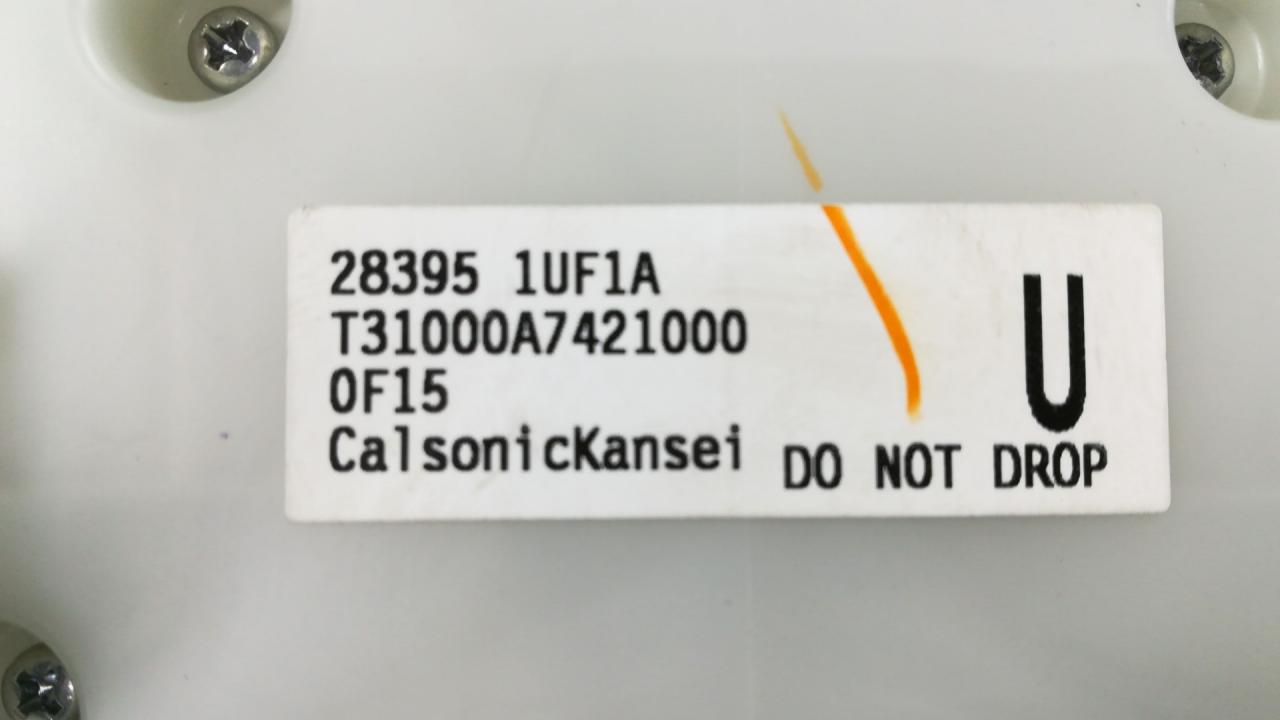 28395 1UF1A
T31000A7421000
0F15
CalsonicKansei
U
DO NOT DROP